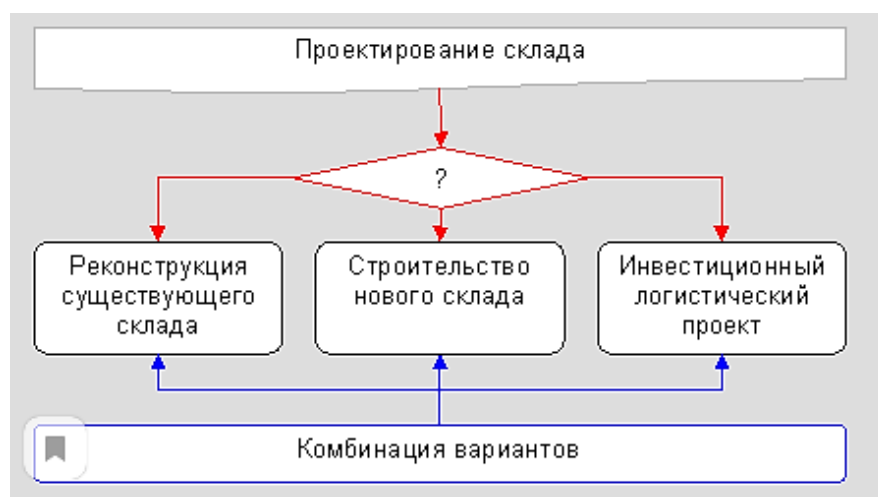 Проектирование склада
?
Реконструкция
существующего
склада
Строительство
нового склада
Инвестиционный
логистический
проект
Комбинация вариантов